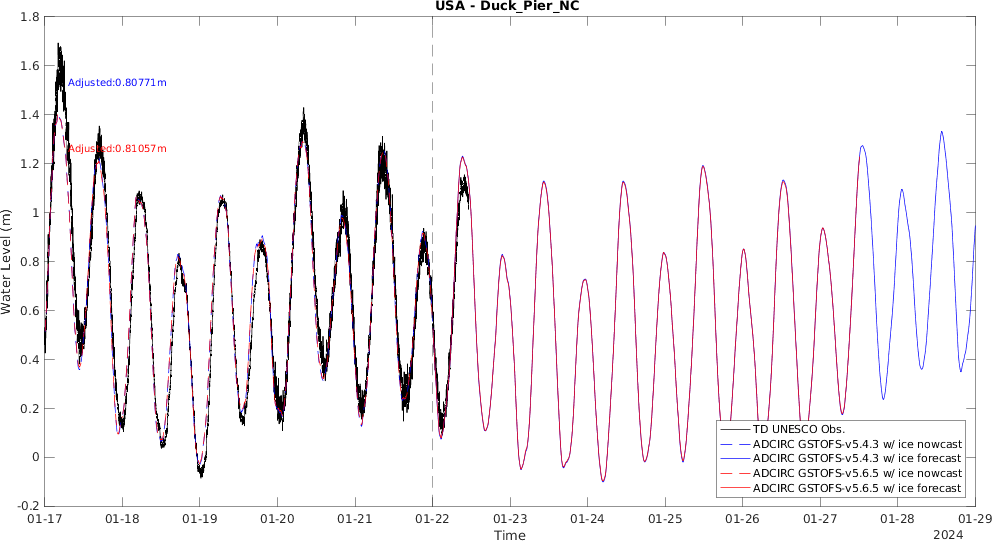 USA - Duck_Pier_NC
1.8
1.6
1.4
1.2
1
0.8
0.6
0.4
0.2
0
-0.2
Water Level (m)
Adjusted:0.80771m
Adjusted:0.81057m
TD UNESCO Obs.
ADCIRC GSTOFS-v5.4.3 w/ ice nowcast
ADCIRC GSTOFS-v5.4.3 w/ ice forecast
ADCIRC GSTOFS-v5.6.5 w/ ice nowcast
ADCIRC GSTOFS-v5.6.5 w/ ice forecast
01-17 01-18 01-19 01-20 01-21 01-22 01-23 01-24 01-25 01-26 01-27 01-28 01-29
Time
2024